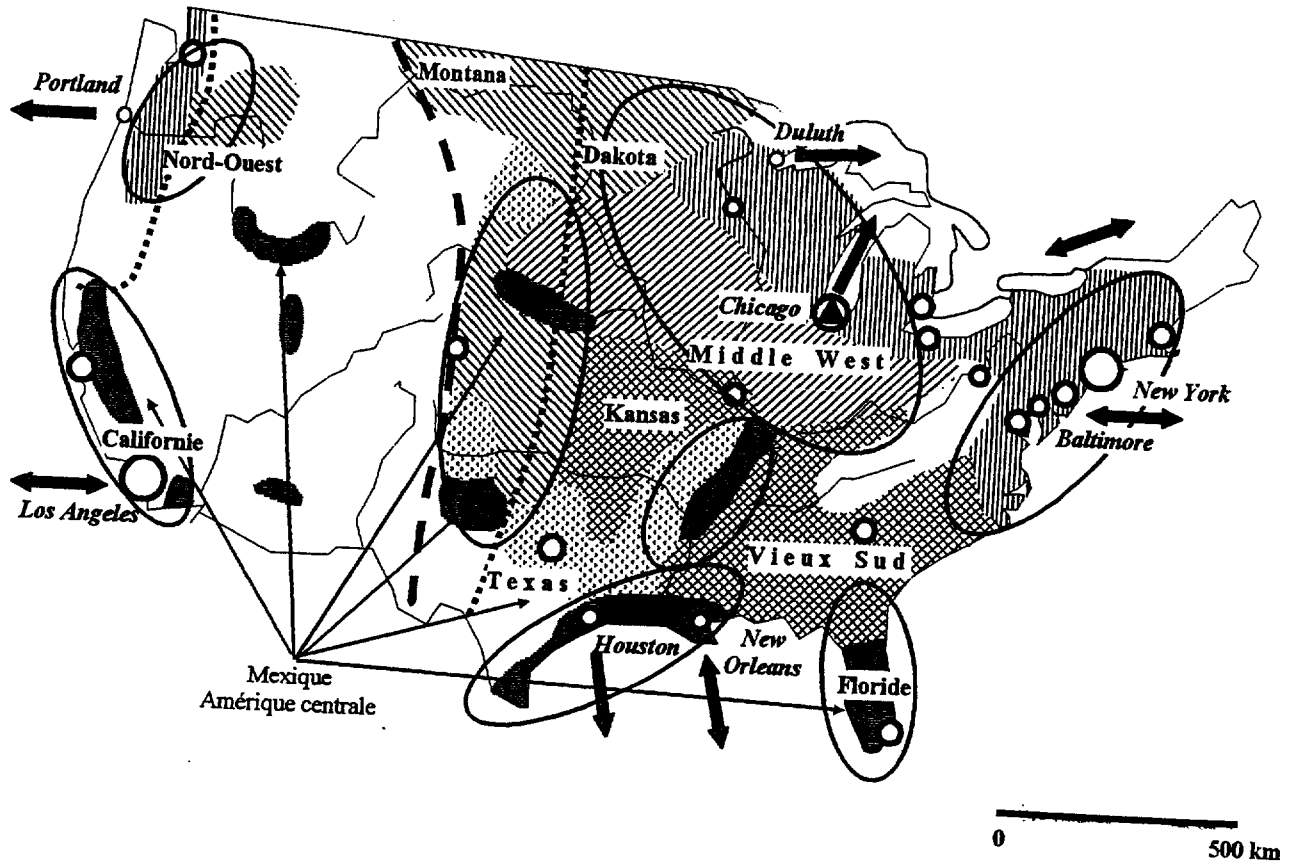 Portland
Montana
Nord-Ouest
Dakota
Duluth
Chicago
Middle West
New York
Kansas
Baltimore
Californie
Los Angeles
Vieux Sud
Texas
Houston
New
Orleans
Mexique
Amérique centrale
Floride
0
500 km